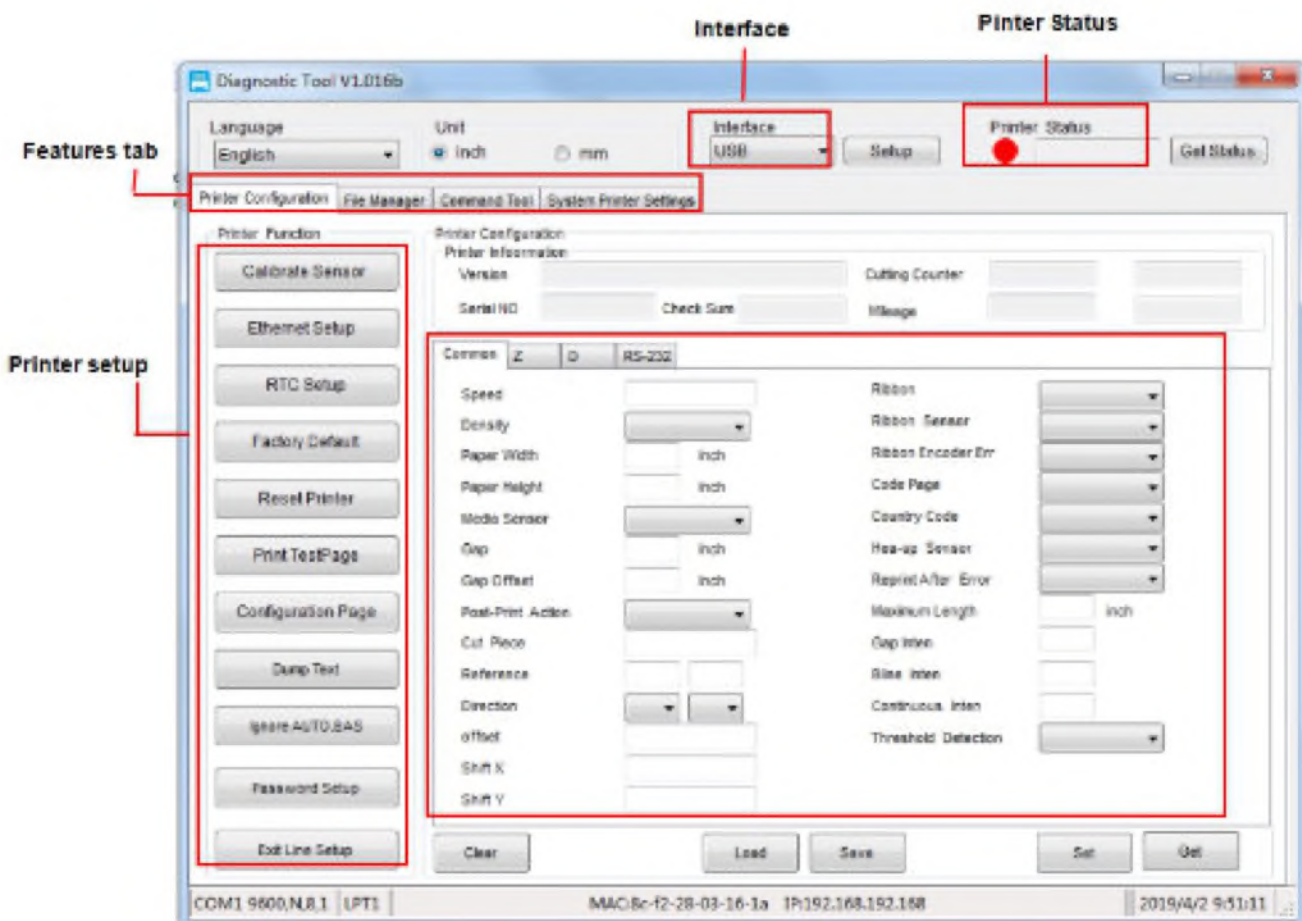 Interface
Pinter Status
Diagnostic Tool V1.016b
Language
Unit
Interface
Printer Status
English
inch
mm
USB
Setup
Get Status
Features tab
Printer Configuration
File Manager
Command Tool
System Printer Settings
Printer Function
Calibrate Sensor
Ethernet Setup
RTC Setup
Factory Default
Reset Printer
Print TestPage
Configuration Page
Dump Text
Ignore AUTO.BAS
Password Setup
Exit Line Setup
Printer setup
Printer Configuration
Printer Infoormation
Version
Cutting Counter
Serial NO
Check Sum
Mileage
Common
Z
D
RS-232
Speed
Density
Paper Width
inch
Paper Height
inch
Media Sensor
Gap
inch
Gap Offset
inch
Post-Print Action
Cut Piece
Reference
Direction
offset
Shift X
Shift Y
Ribbon
Ribbon Sensor
Ribbon Encoder Err
Code Page
Country Code
Hea-up Sensor
Reprint After Error
Maximum Length
inch
Gap Inten
Bline Inten
Continuous Inten
Threshold Detection
Clear
Load
Save
Set
Get
COM1 9600,N,8,1
LPT1
MAC:8c-f2-28-03-16-1a IP:192.168.192.168
2019/4/2 9:51:11